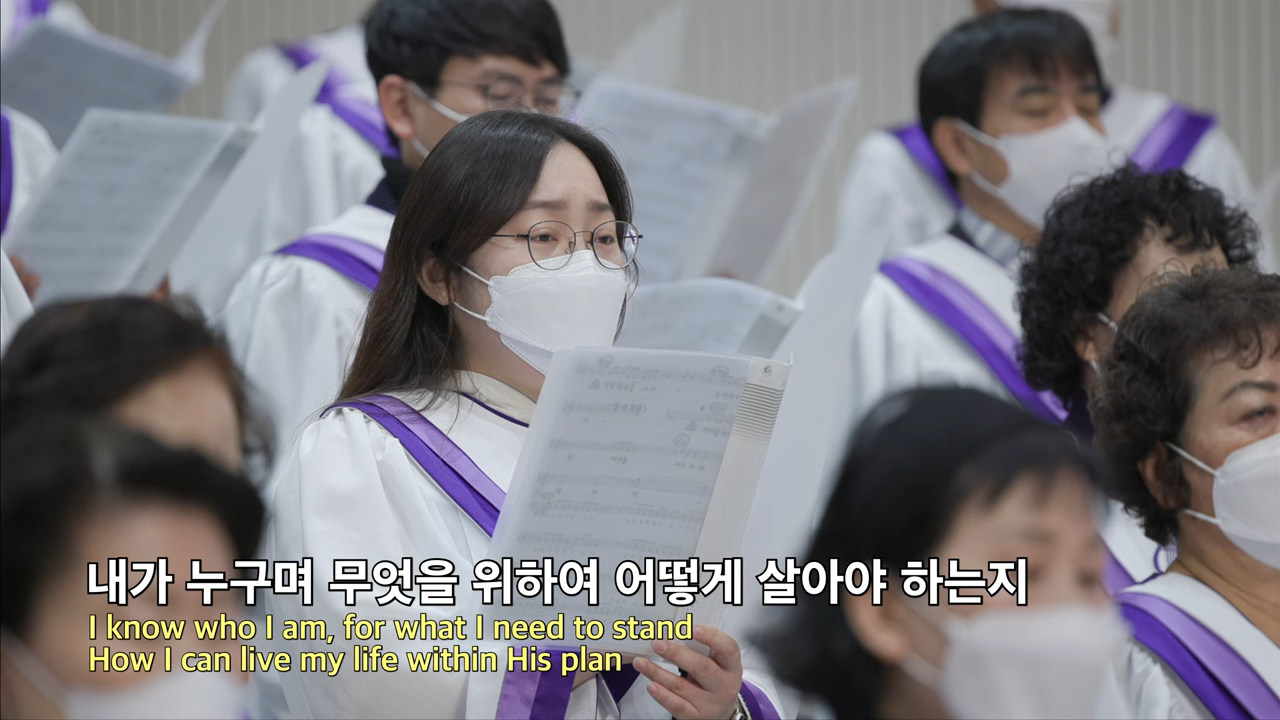 내가 누구며 무엇을 위하여 어떻게 살아야 하는지
I know who I am, for what I need to stand
How I can live my life within His plan